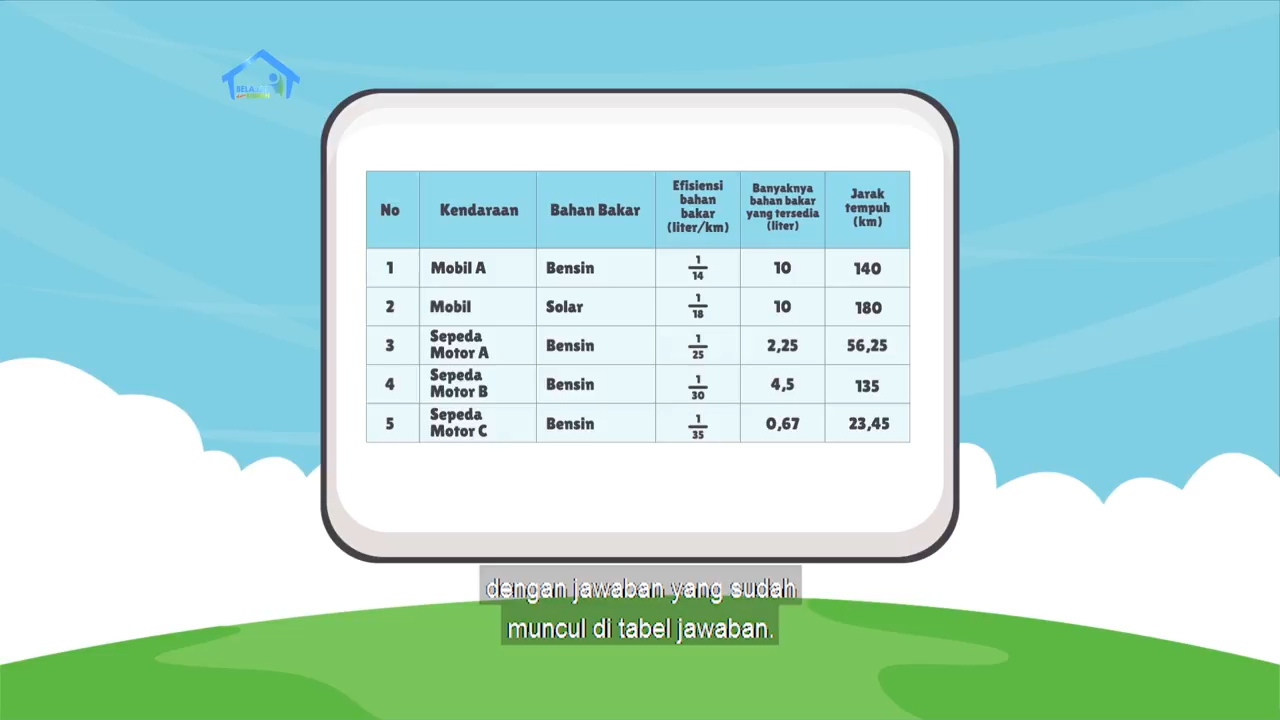 BELAJAR
dari RUMAH
No
Kendaraan
Bahan Bakar
Efisiensi
bahan
bakar
(liter/km)
Banyaknya
bahan bakar
yang tersedia
(liter)
Jarak
tempuh
(km)
1 Mobil A Bensin 1/14 10 140
2 Mobil Solar 1/18 10 180
3 Sepeda
Motor A Bensin 1/25 2,25 56,25
4 Sepeda
Motor B Bensin 1/30 4,5 135
5 Sepeda
Motor C Bensin 1/35 0,67 23,45
dengan jawaban yang sudah
muncul di tabel jawaban.